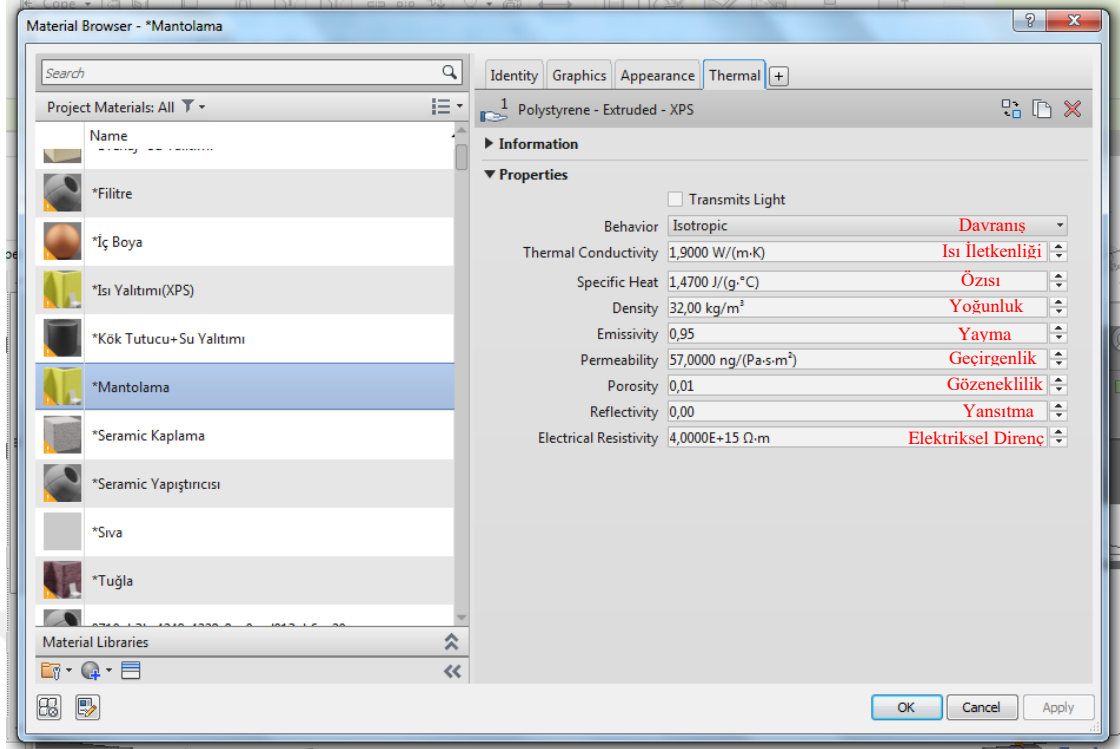 Cope
Material Browser - *Mantolama
Search
Project Materials: All
Name
*Filitre
*İç Boya
*Isı Yalıtımı(XPS)
*Kök Tutucu+Su Yalıtımı
*Mantolama
*Seramic Kaplama
*Seramic Yapıştırıcısı
*Sıva
*Tuğla
Material Libraries
Identity Graphics Appearance Thermal +
1 Polystyrene - Extruded - XPS
Information
Properties
Transmits Light
Behavior Isotropic Davranış
Thermal Conductivity 1,9000 W/(m·K) Isı İletkenliği
Specific Heat 1,4700 J/(g·°C) Özısı
Density 32,00 kg/m³ Yoğunluk
Emissivity 0,95 Yayma
Permeability 57,0000 ng/(Pa·s·m²) Geçirgenlik
Porosity 0,01 Gözeneklilik
Reflectivity 0,00 Yansıtma
Electrical Resistivity 4,0000E+15 Ω·m Elektriksel Direnç
OK Cancel Apply